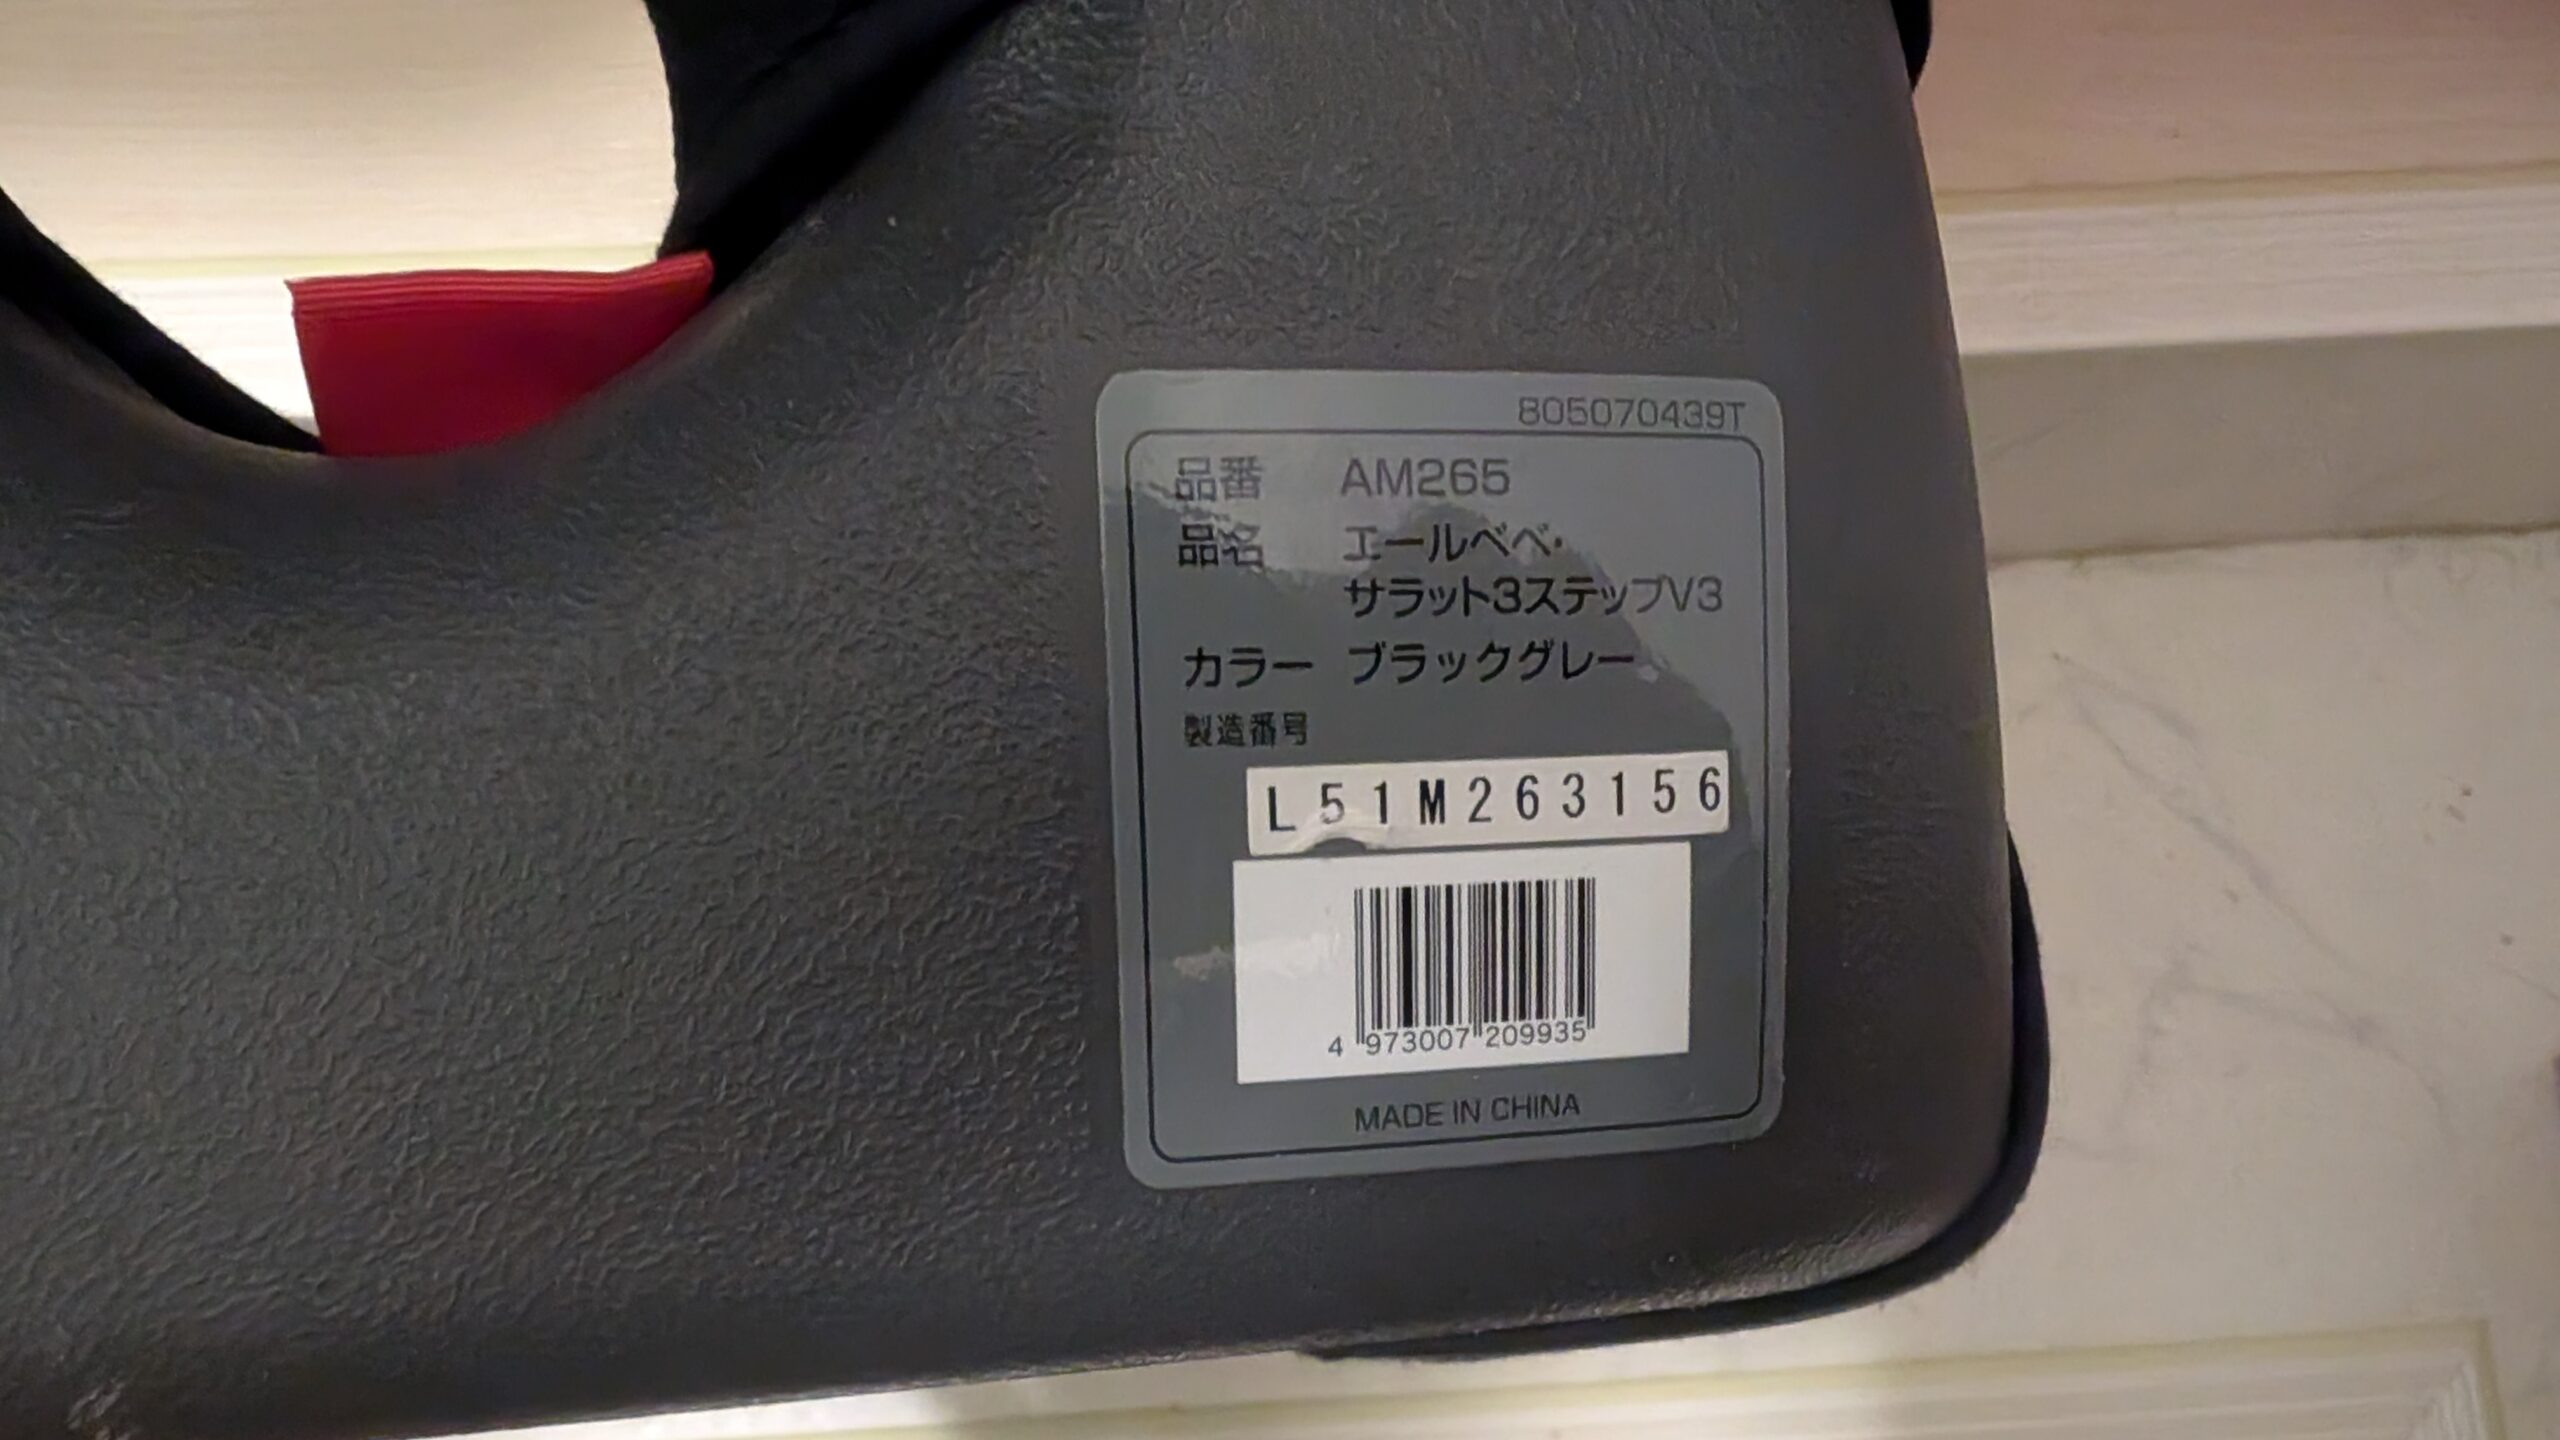 805070439T
品番 AM265
品名 エールベベ・
サラット3ステップV3
カラー ブラックグレー
製造番号
L51M263156
4 973007 209935
MADE IN CHINA